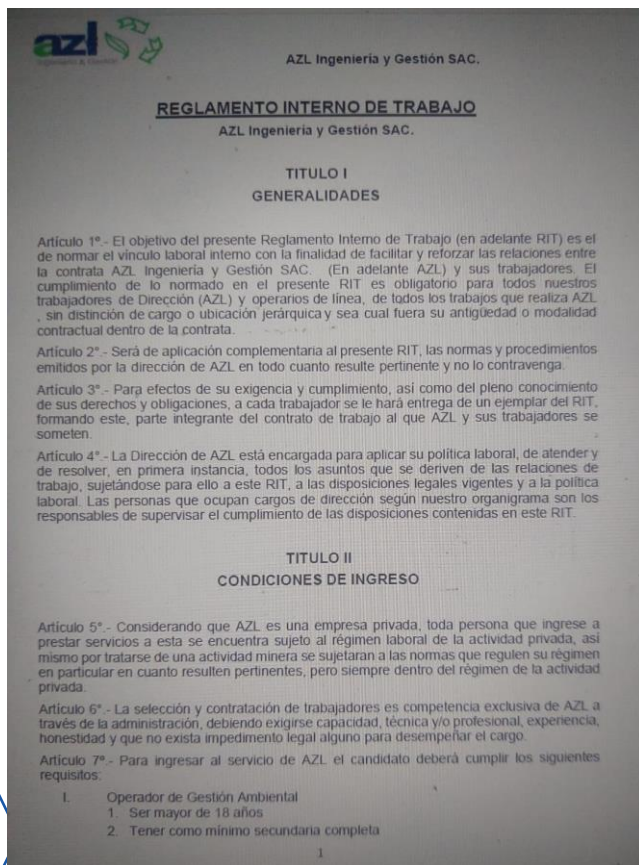 azl
AZL Ingeniería y Gestión SAC.
REGLAMENTO INTERNO DE TRABAJO
AZL Ingeniería y Gestión SAC.
TITULO I
GENERALIDADES
Artículo 1º.- El objetivo del presente Reglamento Interno de Trabajo (en adelante RIT) es el
de normar el vínculo laboral interno con la finalidad de facilitar y reforzar las relaciones entre
la contrata AZL Ingeniería y Gestión SAC. (En adelante AZL) y sus trabajadores. El
cumplimiento de lo normado en el presente RIT es obligatorio para todos nuestros
trabajadores de Dirección (AZL) y operarios de línea, de todos los trabajos que realiza AZL
, sin distinción de cargo o ubicación jerárquica y sea cual fuera su antigüedad o modalidad
contractual dentro de la contrata.
Artículo 2°.- Será de aplicación complementaria al presente RIT, las normas y procedimientos
emitidos por la dirección de AZL en todo cuanto resulte pertinente y no lo contravenga.
Artículo 3°.- Para efectos de su exigencia y cumplimiento, así como del pleno conocimiento
de sus derechos y obligaciones, a cada trabajador se le hará entrega de un ejemplar del RIT,
formando este, parte integrante del contrato de trabajo al que AZL y sus trabajadores se
someten.
Artículo 4°.- La Dirección de AZL está encargada para aplicar su política laboral, de atender y
de resolver, en primera instancia, todos los asuntos que se deriven de las relaciones de
trabajo, sujetándose para ello a este RIT, a las disposiciones legales vigentes y a la política
laboral. Las personas que ocupan cargos de dirección según nuestro organigrama son los
responsables de supervisar el cumplimiento de las disposiciones contenidas en este RIT.
TITULO II
CONDICIONES DE INGRESO
Artículo 5°.- Considerando que AZL es una empresa privada, toda persona que ingrese a
prestar servicios a esta se encuentra sujeto al régimen laboral de la actividad privada, así
mismo por tratarse de una actividad minera se sujetaran a las normas que regulen su régimen
en particular en cuanto resulten pertinentes, pero siempre dentro del régimen de la actividad
privada.
Artículo 6°.- La selección y contratación de trabajadores es competencia exclusiva de AZL a
través de la administración, debiendo exigirse capacidad, técnica y/o profesional, experiencia,
honestidad y que no exista impedimento legal alguno para desempeñar el cargo.
Artículo 7º.- Para ingresar al servicio de AZL el candidato deberá cumplir los siguientes
requisitos:
I. Operador de Gestión Ambiental
1. Ser mayor de 18 años
2. Tener como mínimo secundaria completa
1